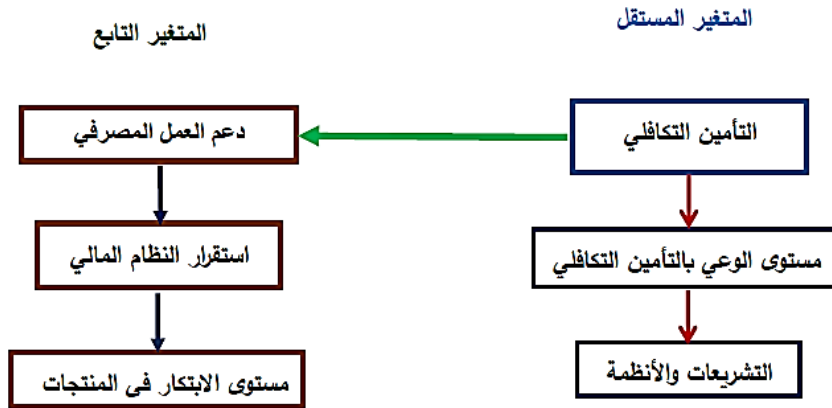 المتغير المستقل
المتغير التابع
التأمين التكافلي
دعم العمل المصرفي
مستوى الوعي بالتأمين التكافلي
استقرار النظام المالي
التشريعات والأنظمة
مستوى الابتكار في المنتجات